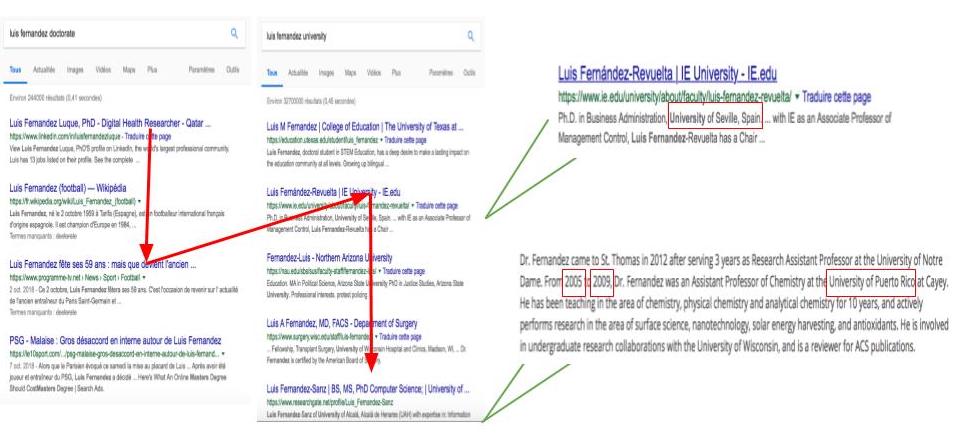 luis fernandez doctorate
Tous Actualités Images Vidéos Maps Plus Paramètres Outils
Environ 244000 résultats (0,41 secondes)
Luis Fernandez Luque, PhD - Digital Health Researcher - Qatar ...
https://www.linkedin.com/in/luisfernandezluque - Traduire cette page
View Luis Fernandez Luque, PhD'S profile on LinkedIn, the world's largest professional community.
Luis has 13 jobs listed on their profile. See the complete ...
Luis Fernandez (football) — Wikipédia
https://fr.wikipedia.org/wiki/Luis_Fernandez_(football) ▾
Luis Fernandez, né le 2 octobre 1959 à Tarifa (Espagne), est un footballeur international français
d'origine espagnole. Il est champion d'Europe en 1984, ...
Termes manquants :
Luis Fernandez fête ses 59 ans : mais que devient l'ancien ...
https://www.programme-tv.net › News › Sport › Football ▾
2 oct. 2018 - Ce 2 octobre, Luis Fernandez fêtera ses 59 ans. C'est l'occasion de revenir sur l' actualité
de l'ancien entraîneur du Paris Saint-Germain et ...
Termes manquants :
PSG - Malaise : Gros désaccord en interne autour de Luis Fernandez
https://le10sport.com/.../psg-malaise-gros-desaccord-en-interne-autour-de-luis-fernand... ▾
7 oct. 2018 - Alors que le Parisien évoquait ce samedi la mise au placard de Luis ... Après avoir été
joueur et entraîneur du PSG, Luis Fernandez a décidé ... Here's What An Online Masters Degree
Should CostMasters Degree | Search Ads.
luis fernandez university
Tous Actualités Images Maps Vidéos Plus Paramètres Outils
Environ 32700000 résultats (0,45 secondes)
Luis M Fernandez | College of Education | The University of Texas at ...
https://education.utexas.edu/student/luis_fernandez ▾ Traduire cette page
Luis Fernandez, doctoral student in STEM Education, has a deep desire to make a lasting impact on
the education community at all levels. Growing up bilingual ...
Luis Fernández-Revuelta | IE University - IE.edu
https://www.ie.edu/university/about/faculty/luis-fernandez-revuelta/ ▾ Traduire cette page
Ph.D. in Business Administration, University of Seville, Spain. ... with IE as an Associate Professor of
Management Control, Luis Fernandez-Revuelta has a Chair ...
Fernandez-Luis - Northern Arizona University
https://nau.edu/sbs/ ▾ Traduire cette page
Education. MA in Political Science, Arizona State University PhD in Justice Studies, Arizona State
University. Professional interests. protest policing
Luis A Fernandez, MD, FACS - Department of Surgery
https://www.surgery.wisc.edu/staff/luis-fernandez ▾ Traduire cette page
... Fellowship, Transplant Surgery, University of Wisconsin Hospital and Clinics, Madison, WI, ... Dr.
Fernandez is certified by the American Board of Surgery.
Luis Fernandez-Sanz | BS, MS, PhD Computer Science; | University of ...
https://www.researchgate.net/profile/Luis_Fernandez-Sanz
Luis Fernandez-Sanz of University of Alcalá, Alcalá de Henares (UAH) with expertise in: Information
Luis Fernández-Revuelta | IE University - IE.edu
https://www.ie.edu/university/about/faculty/luis-fernandez-revuelta/ ▾ Traduire cette page
Ph.D. in Business Administration, University of Seville, Spain. ... with IE as an Associate Professor of
Management Control, Luis Fernandez-Revuelta has a Chair ...
Dr. Fernandez came to St. Thomas in 2012 after serving 3 years as Research Assistant Professor at the University of Notre
Dame. From 2005 to 2009, Dr. Fernandez was an Assistant Professor of Chemistry at the University of Puerto Rico at Cayey.
He has been teaching in the area of chemistry, physical chemistry and analytical chemistry for 10 years, and actively
performs research in the area of surface science, nanotechnology, solar energy harvesting, and antioxidants. He is involved
in undergraduate research collaborations with the University of Wisconsin, and is a reviewer for ACS publications.